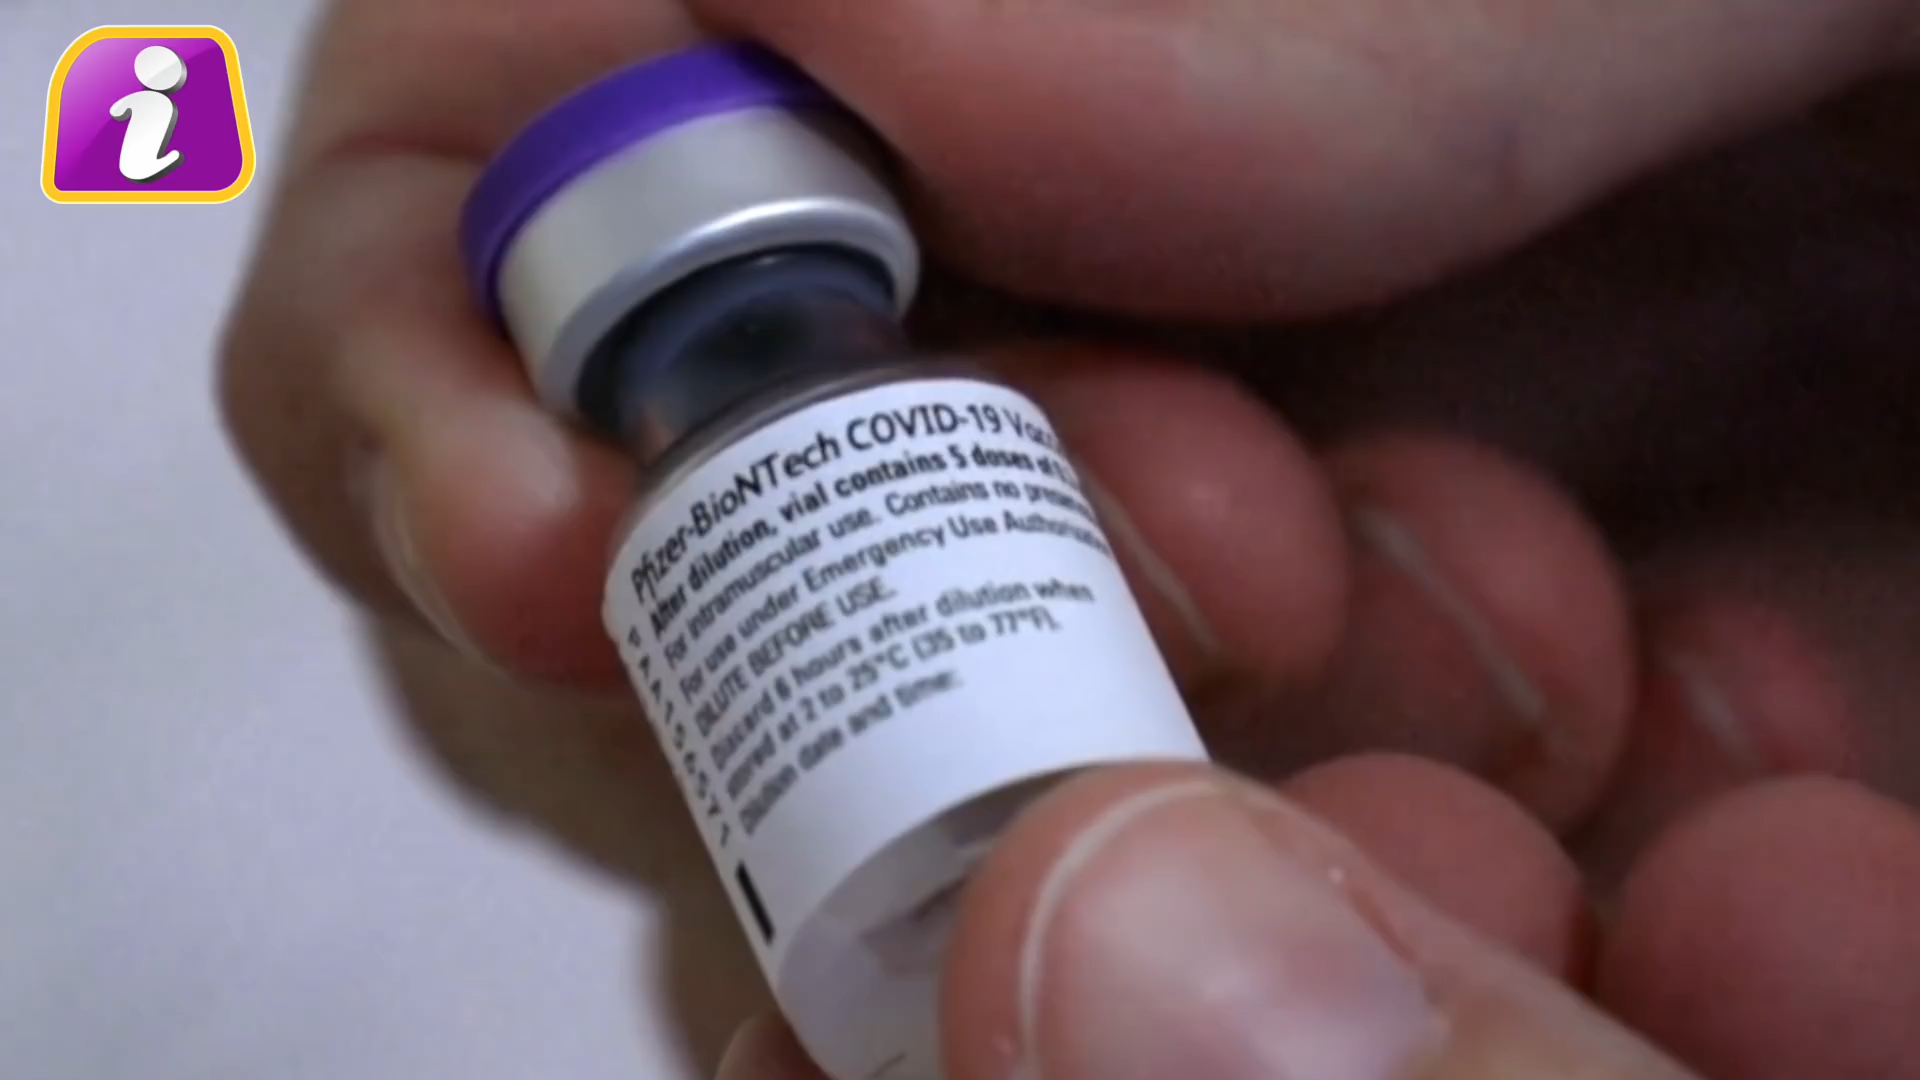 i
Pfizer-BioNTech COVID-19
After dilution, vial contains 5 doses of
For intramuscular use. Contains no
For use under Emergency Use
DILUTE BEFORE USE.
Discard 6 hours after dilution when
stored at 2 to 25°C (35 to 77°F).
Dilution date and time:
PAA156571